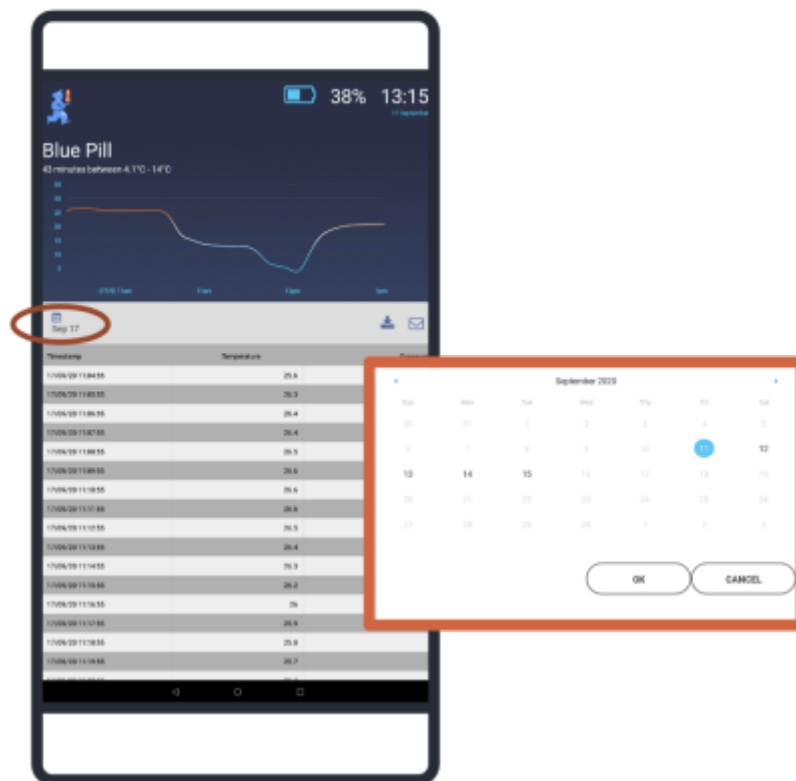 38% 13:15
17 September
Blue Pill
43 minutes between 4.1°C - 14°C
(17/9) 11am 11am 12pm 1pm
Sep 17
Timestamp Temperature
17/09/20 11:04:55 25.6
17/09/20 11:05:55 26.3
17/09/20 11:06:55 26.4
17/09/20 11:07:55 26.4
17/09/20 11:08:55 26.5
17/09/20 11:09:55 26.6
17/09/20 11:10:55 26.6
17/09/20 11:11:55 26.6
17/09/20 11:12:55 26.5
17/09/20 11:13:55 26.4
17/09/20 11:14:55 26.3
17/09/20 11:15:55 26.2
17/09/20 11:16:55 26
17/09/20 11:17:55 25.9
17/09/20 11:18:55 25.8
17/09/20 11:19:55 25.7
September 2020
Sun Mon Tue Wed Thu Fri Sat
30 31 1 2 3 4 5
6 7 8 9 10 11 12
13 14 15 16 17 18 19
20 21 22 23 24 25 26
27 28 29 30 1 2 3
OK CANCEL